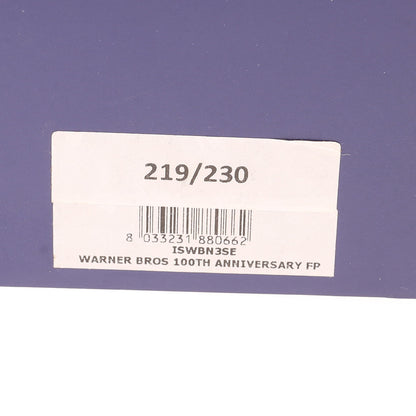 219/230
8 033231 880662
ISWBN3SE
WARNER BROS 100TH ANNIVERSARY FP